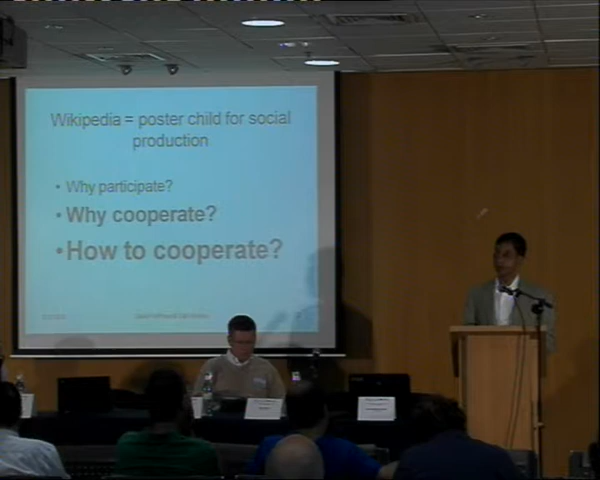 Wikipedia = poster child for social
production
• Why participate?
• Why cooperate?
• How to cooperate?